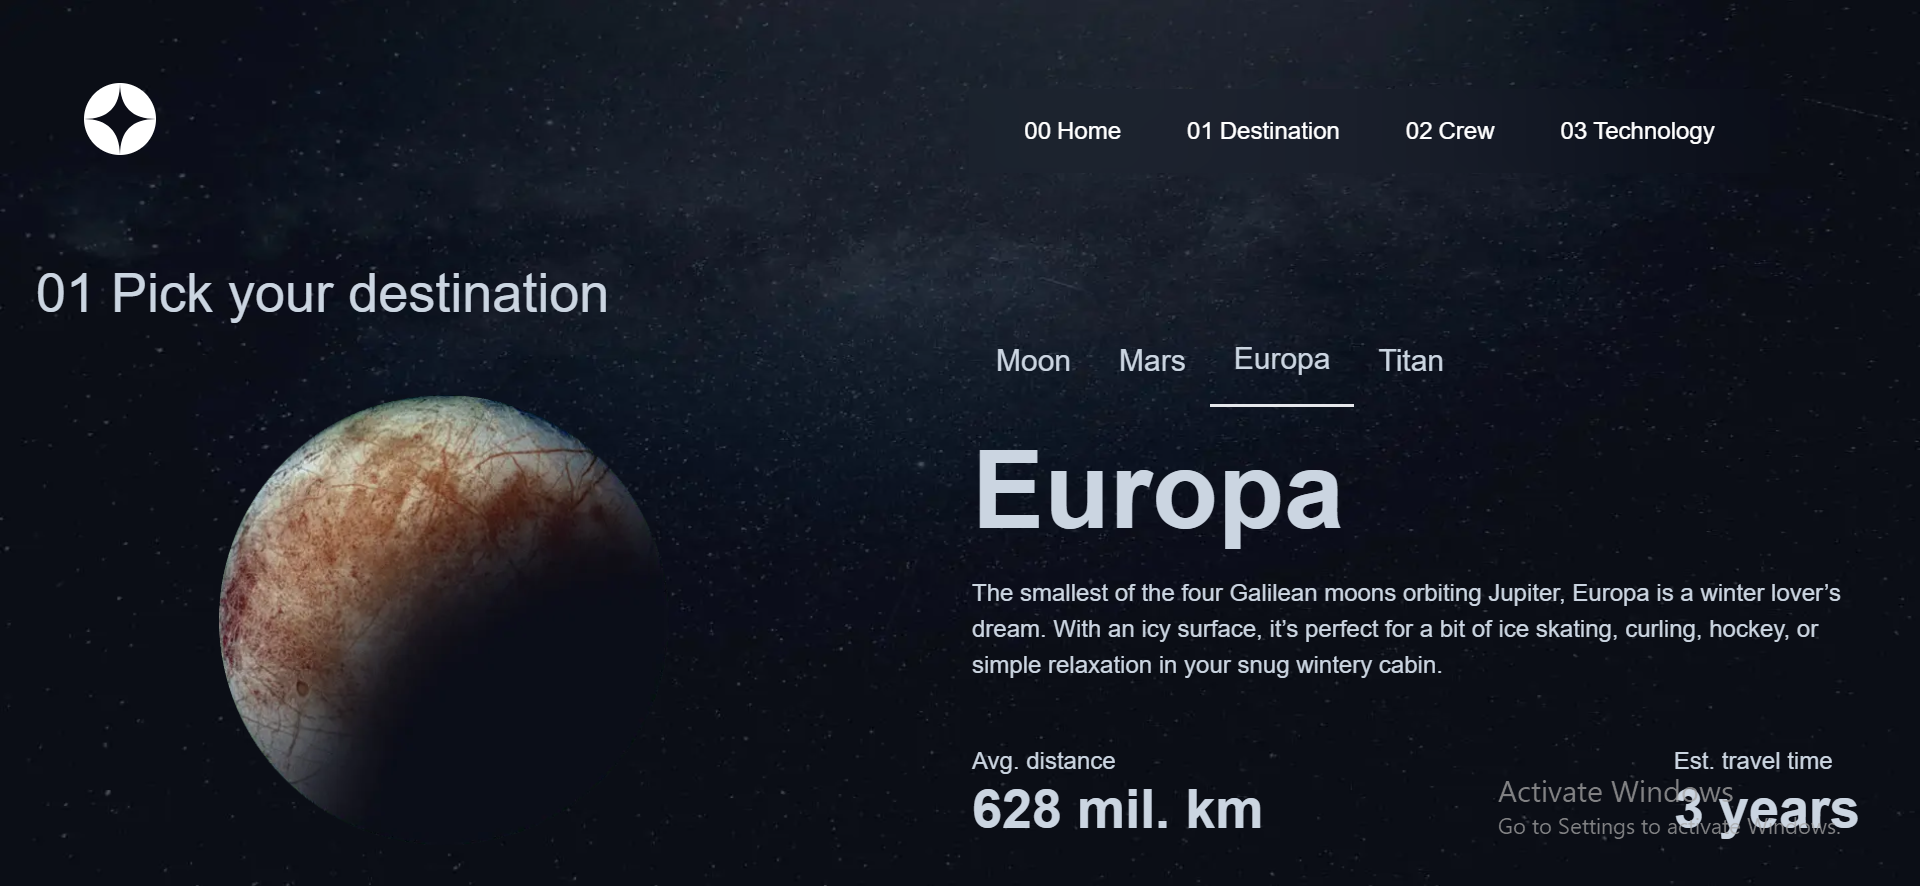 00 Home
01 Destination
02 Crew
03 Technology
01 Pick your destination
Moon
Mars
Europa
Titan
Europa
The smallest of the four Galilean moons orbiting Jupiter, Europa is a winter lover’s
dream. With an icy surface, it’s perfect for a bit of ice skating, curling, hockey, or
simple relaxation in your snug wintery cabin.
Avg. distance
628 mil. km
Est. travel time
3 years
Activate Windows
Go to Settings to activate Windows.